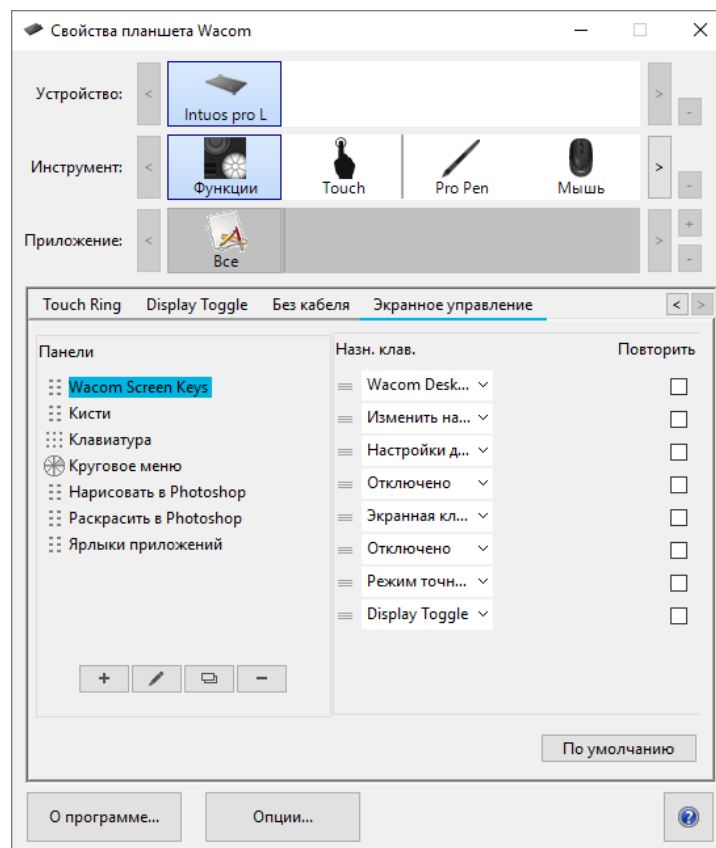 Свойства планшета Wacom
Устройство:
Intuos pro L
Инструмент:
Функции Touch Pro Pen Мышь
Приложение:
Все
Touch Ring Display Toggle Без кабеля Экранное управление
Панели
Wacom Screen Keys
Кисти
Клавиатура
Круговое меню
Нарисовать в Photoshop
Раскрасить в Photoshop
Ярлыки приложений
Назн. клав. Повторить
Wacom Desk...
Изменить на...
Настройки д...
Отключено
Экранная кл...
Отключено
Режим точн...
Display Toggle
По умолчанию
О программе... Опции...